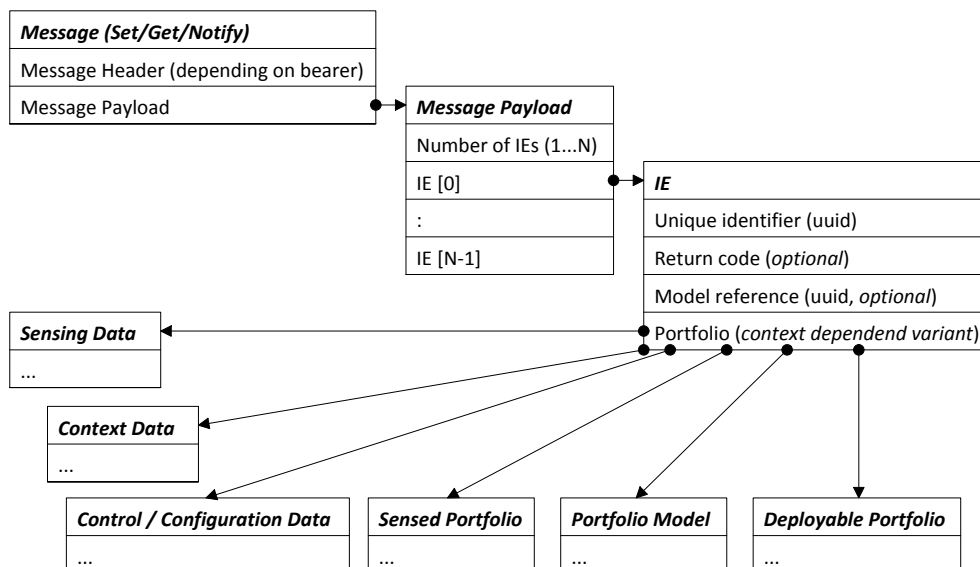 Message (Set/Get/Notify)
Message Header (depending on bearer)
Message Payload
Message Payload
Number of IEs (1...N)
IE [0]
:
IE [N-1]
IE
Unique identifier (uuid)
Return code (optional)
Model reference (uuid, optional)
Portfolio (context dependend variant)
Sensing Data
...
Context Data
...
Control / Configuration Data
...
Sensed Portfolio
...
Portfolio Model
...
Deployable Portfolio
...